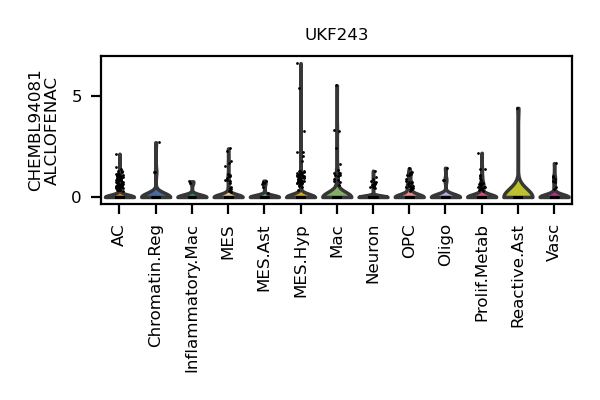 UKF243
CHEMBL94081
ALCLOFENAC
5
0
AC
Chromatin.Reg
Inflammatory.Mac
MES
MES.Ast
MES.Hyp
Mac
Neuron
OPC
Oligo
Prolif.Metab
Reactive.Ast
Vasc